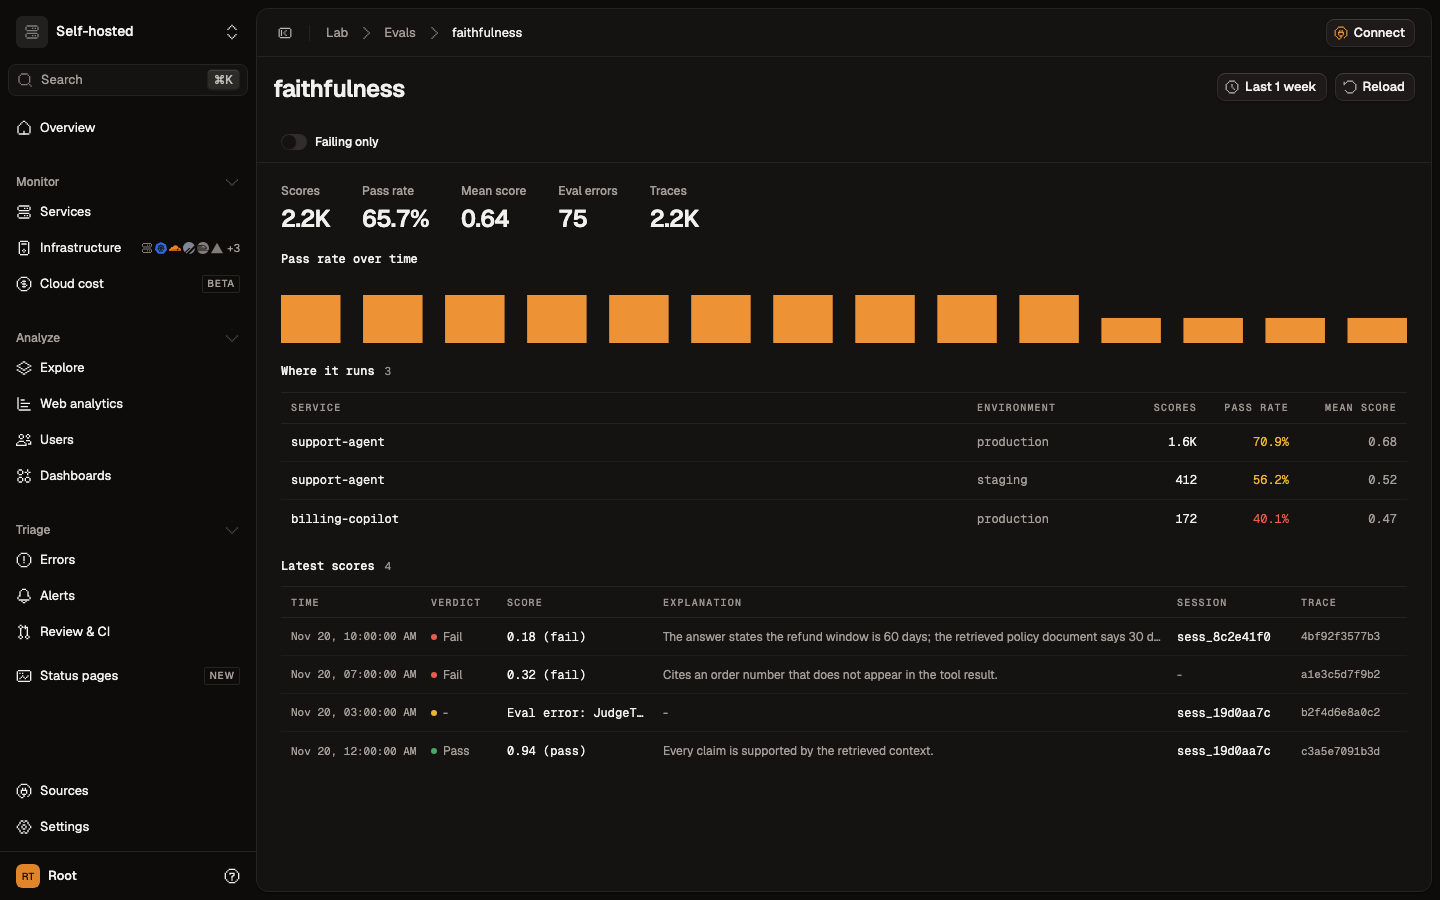 Self-hosted
Search ⌘K
Overview
Monitor
Services
Infrastructure +3
Cloud cost BETA
Analyze
Explore
Web analytics
Users
Dashboards
Triage
Errors
Alerts
Review & CI
Status pages NEW
Sources
Settings
RT Root
Lab Evals faithfulness
Connect
faithfulness
Last 1 week Reload
Failing only
Scores Pass rate Mean score Eval errors Traces
2.2K 65.7% 0.64 75 2.2K
Pass rate over time
Where it runs 3
SERVICE ENVIRONMENT SCORES PASS RATE MEAN SCORE
support-agent production 1.6K 70.9% 0.68
support-agent staging 412 56.2% 0.52
billing-copilot production 172 40.1% 0.47
Latest scores 4
TIME VERDICT SCORE EXPLANATION SESSION TRACE
Nov 20, 10:00:00 AM Fail 0.18 (fail) The answer states the refund window is 60 days; the retrieved policy document says 30 d… sess_8c2e41f0 4bf92f3577b3
Nov 20, 07:00:00 AM Fail 0.32 (fail) Cites an order number that does not appear in the tool result. - a1e3c5d7f9b2
Nov 20, 03:00:00 AM - Eval error: JudgeT… - sess_19d0aa7c b2f4d6e8a0c2
Nov 20, 12:00:00 AM Pass 0.94 (pass) Every claim is supported by the retrieved context. sess_19d0aa7c c3a5e7091b3d